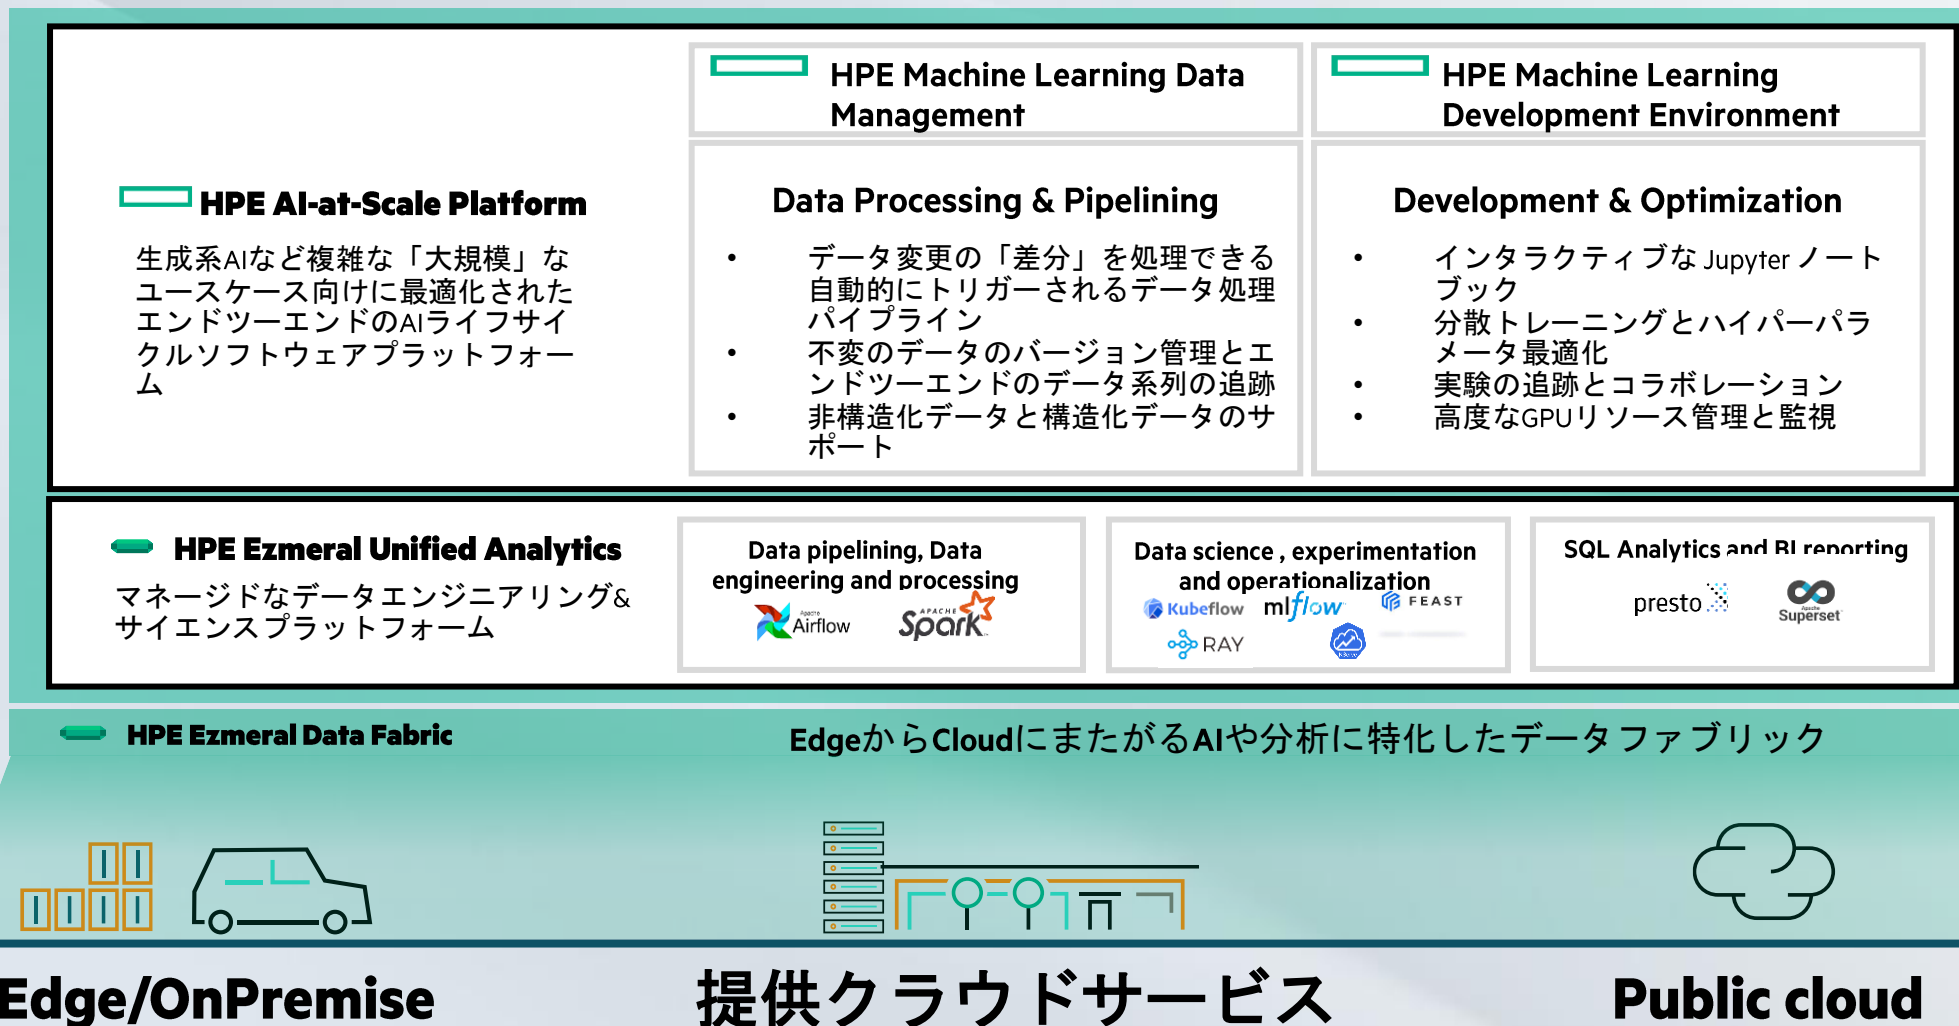 HPE Machine Learning Data
Management
HPE Machine Learning
Development Environment
HPE AI-at-Scale Platform
生成系AIなど複雑な「大規模」な
ユースケース向けに最適化された
エンドツーエンドのAIライフサイ
クルソフトウェアプラットフォー
ム
Data Processing & Pipelining
• データ変更の「差分」を処理できる
自動的にトリガーされるデータ処理
パイプライン
• 不変のデータのバージョン管理とエ
ンドツーエンドのデータ系列の追跡
• 非構造化データと構造化データのサ
ポート
Development & Optimization
• インタラクティブな Jupyter ノート
ブック
• 分散トレーニングとハイパーパラ
メータ最適化
• 実験の追跡とコラボレーション
• 高度なGPUリソース管理と監視
HPE Ezmeral Unified Analytics
マネージドなデータエンジニアリング&
サイエンスプラットフォーム
Data pipelining, Data
engineering and processing
Apache
Airflow
APACHE
Spark
Data science , experimentation
and operationalization
Kubeflow
mlflow
FEAST
RAY
KServe
SQL Analytics and BI reporting
presto
Apache
Superset
HPE Ezmeral Data Fabric
EdgeからCloudにまたがるAIや分析に特化したデータファブリック
Edge/OnPremise
提供クラウドサービス
Public cloud